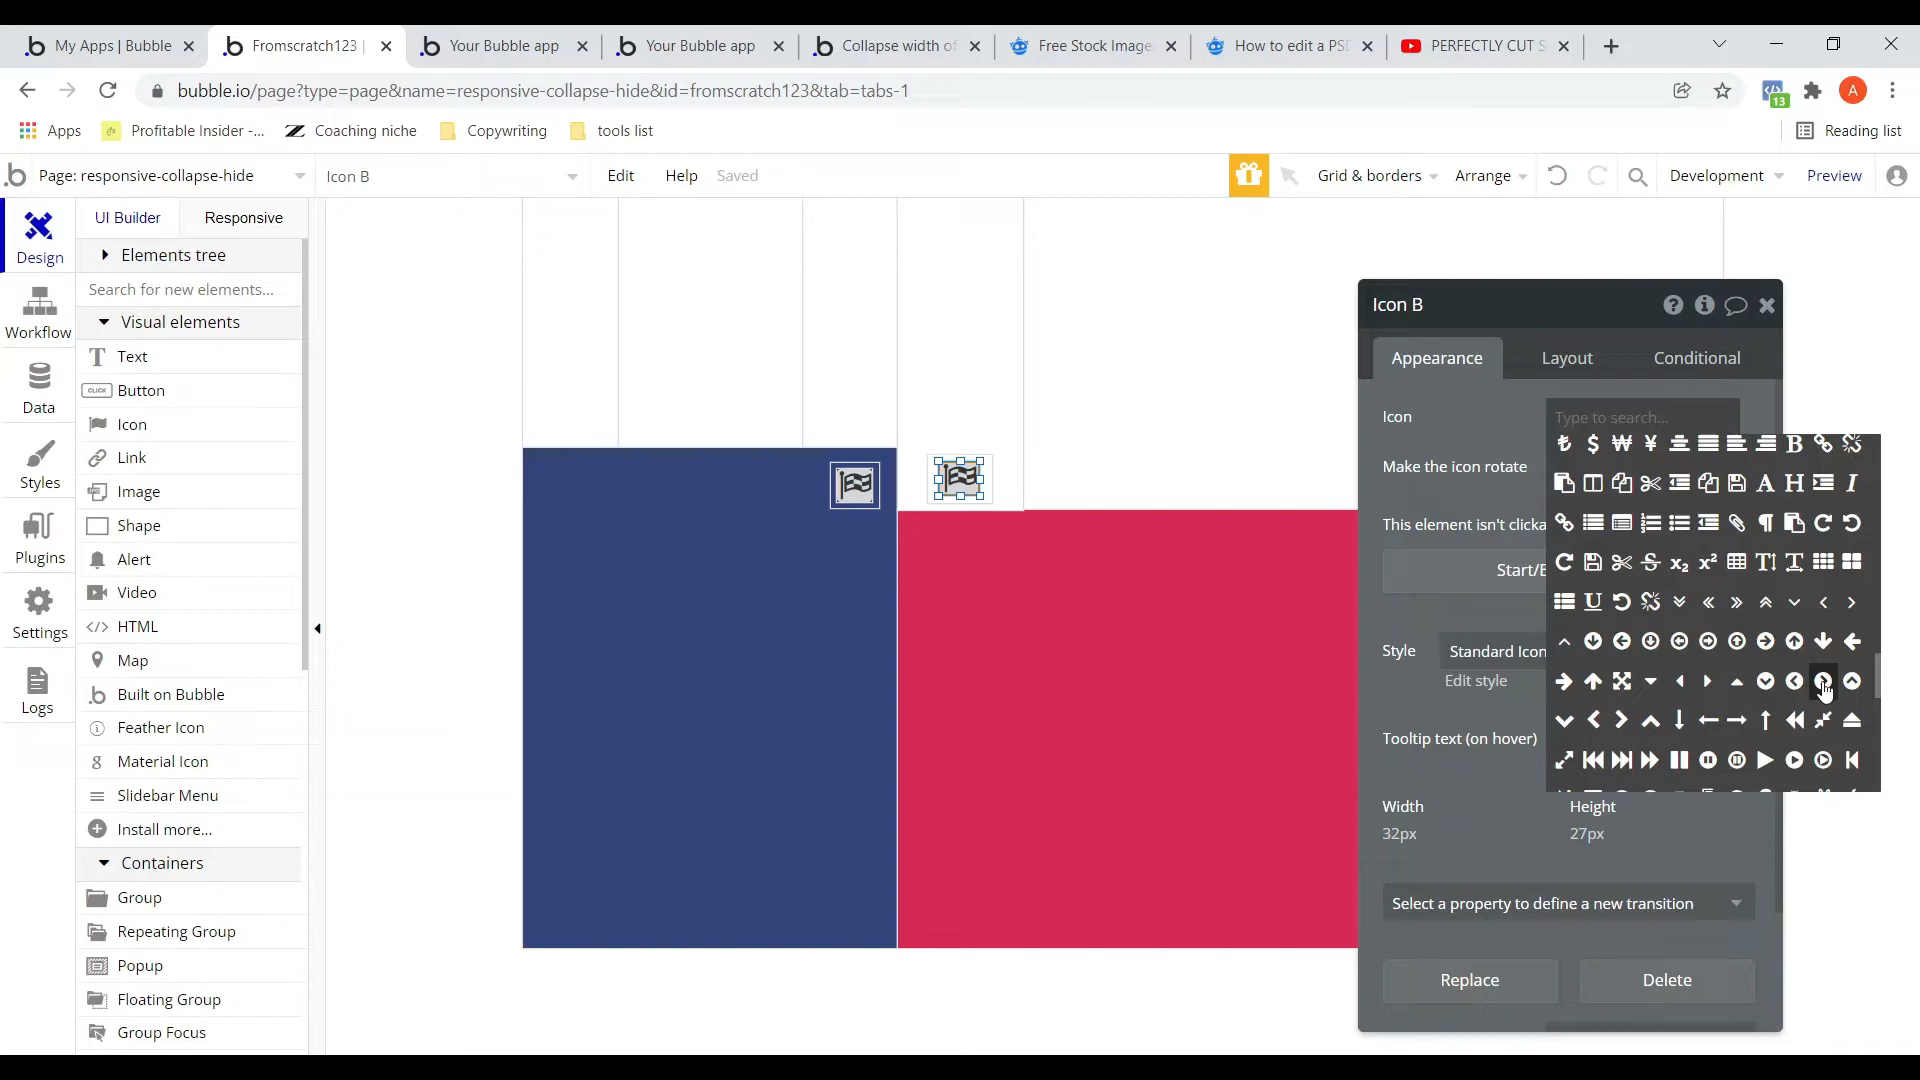 My Apps | Bubble
Fromscratch123 |
Your Bubble app
Your Bubble app
Collapse width of
Free Stock Image
How to edit a PSD
PERFECTLY CUT S
bubble.io/page?type=page&name=responsive-collapse-hide&id=fromscratch123&tab=tabs-1
13
A
Apps
Profitable Insider -...
Coaching niche
Copywriting
tools list
Reading list
Page: responsive-collapse-hide
Icon B
Edit
Help
Saved
Grid & borders
Arrange
Development
Preview
Design
Workflow
Data
Styles
Plugins
Settings
Logs
UI Builder
Responsive
Elements tree
Search for new elements...
Visual elements
Text
CLICK Button
Icon
Link
Image
Shape
Alert
Video
HTML
Map
Built on Bubble
Feather Icon
Material Icon
Slidebar Menu
Install more...
Containers
Group
Repeating Group
Popup
Floating Group
Group Focus
Icon B
Appearance
Layout
Conditional
Icon
Type to search...
Make the icon rotate
This element isn't clicka
Start/E
Style
Standard Icon
Edit style
Tooltip text (on hover)
Width
Height
32px
27px
Select a property to define a new transition
Replace
Delete